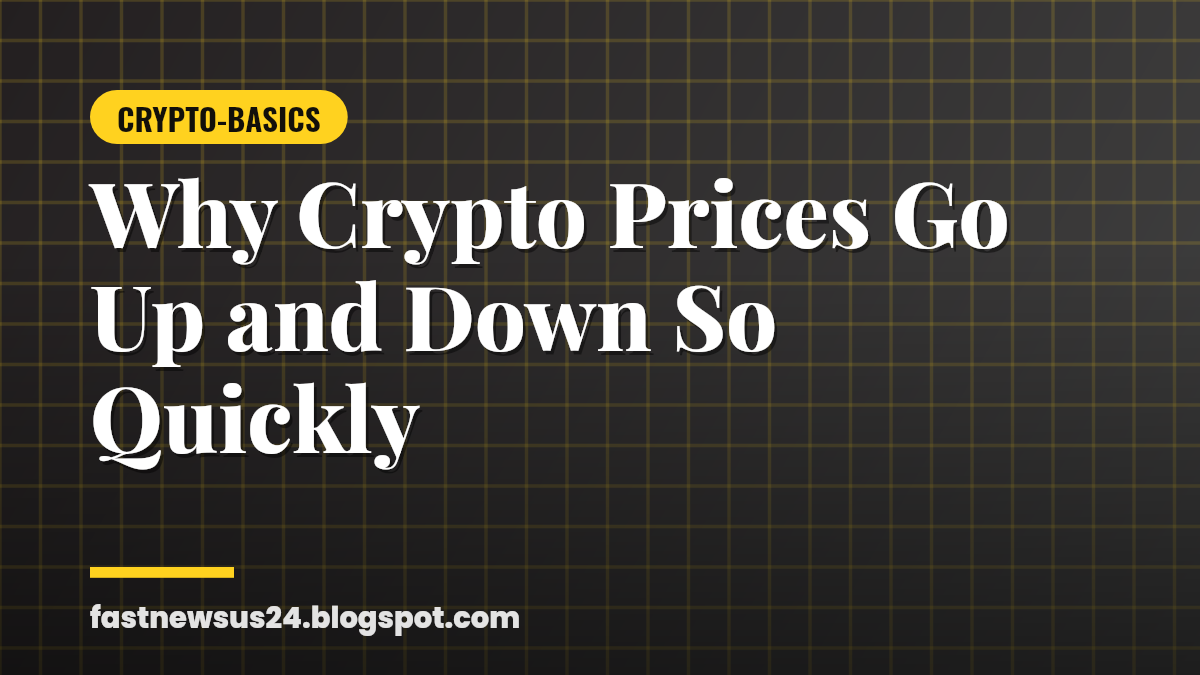 CRYPTO-BASICS
Why Crypto Prices Go
Up and Down So
Quickly
fastnewsus24.blogspot.com